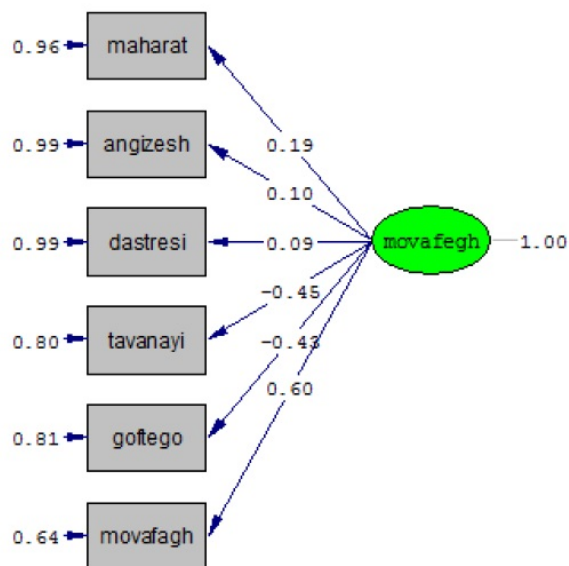 0.96 maharat
0.19
0.99 angizesh
0.10
0.99 dastresi
0.09
movafegh 1.00
-0.45
0.80 tavanayi
-0.43
0.60
0.81 goftego
0.64 movafagh